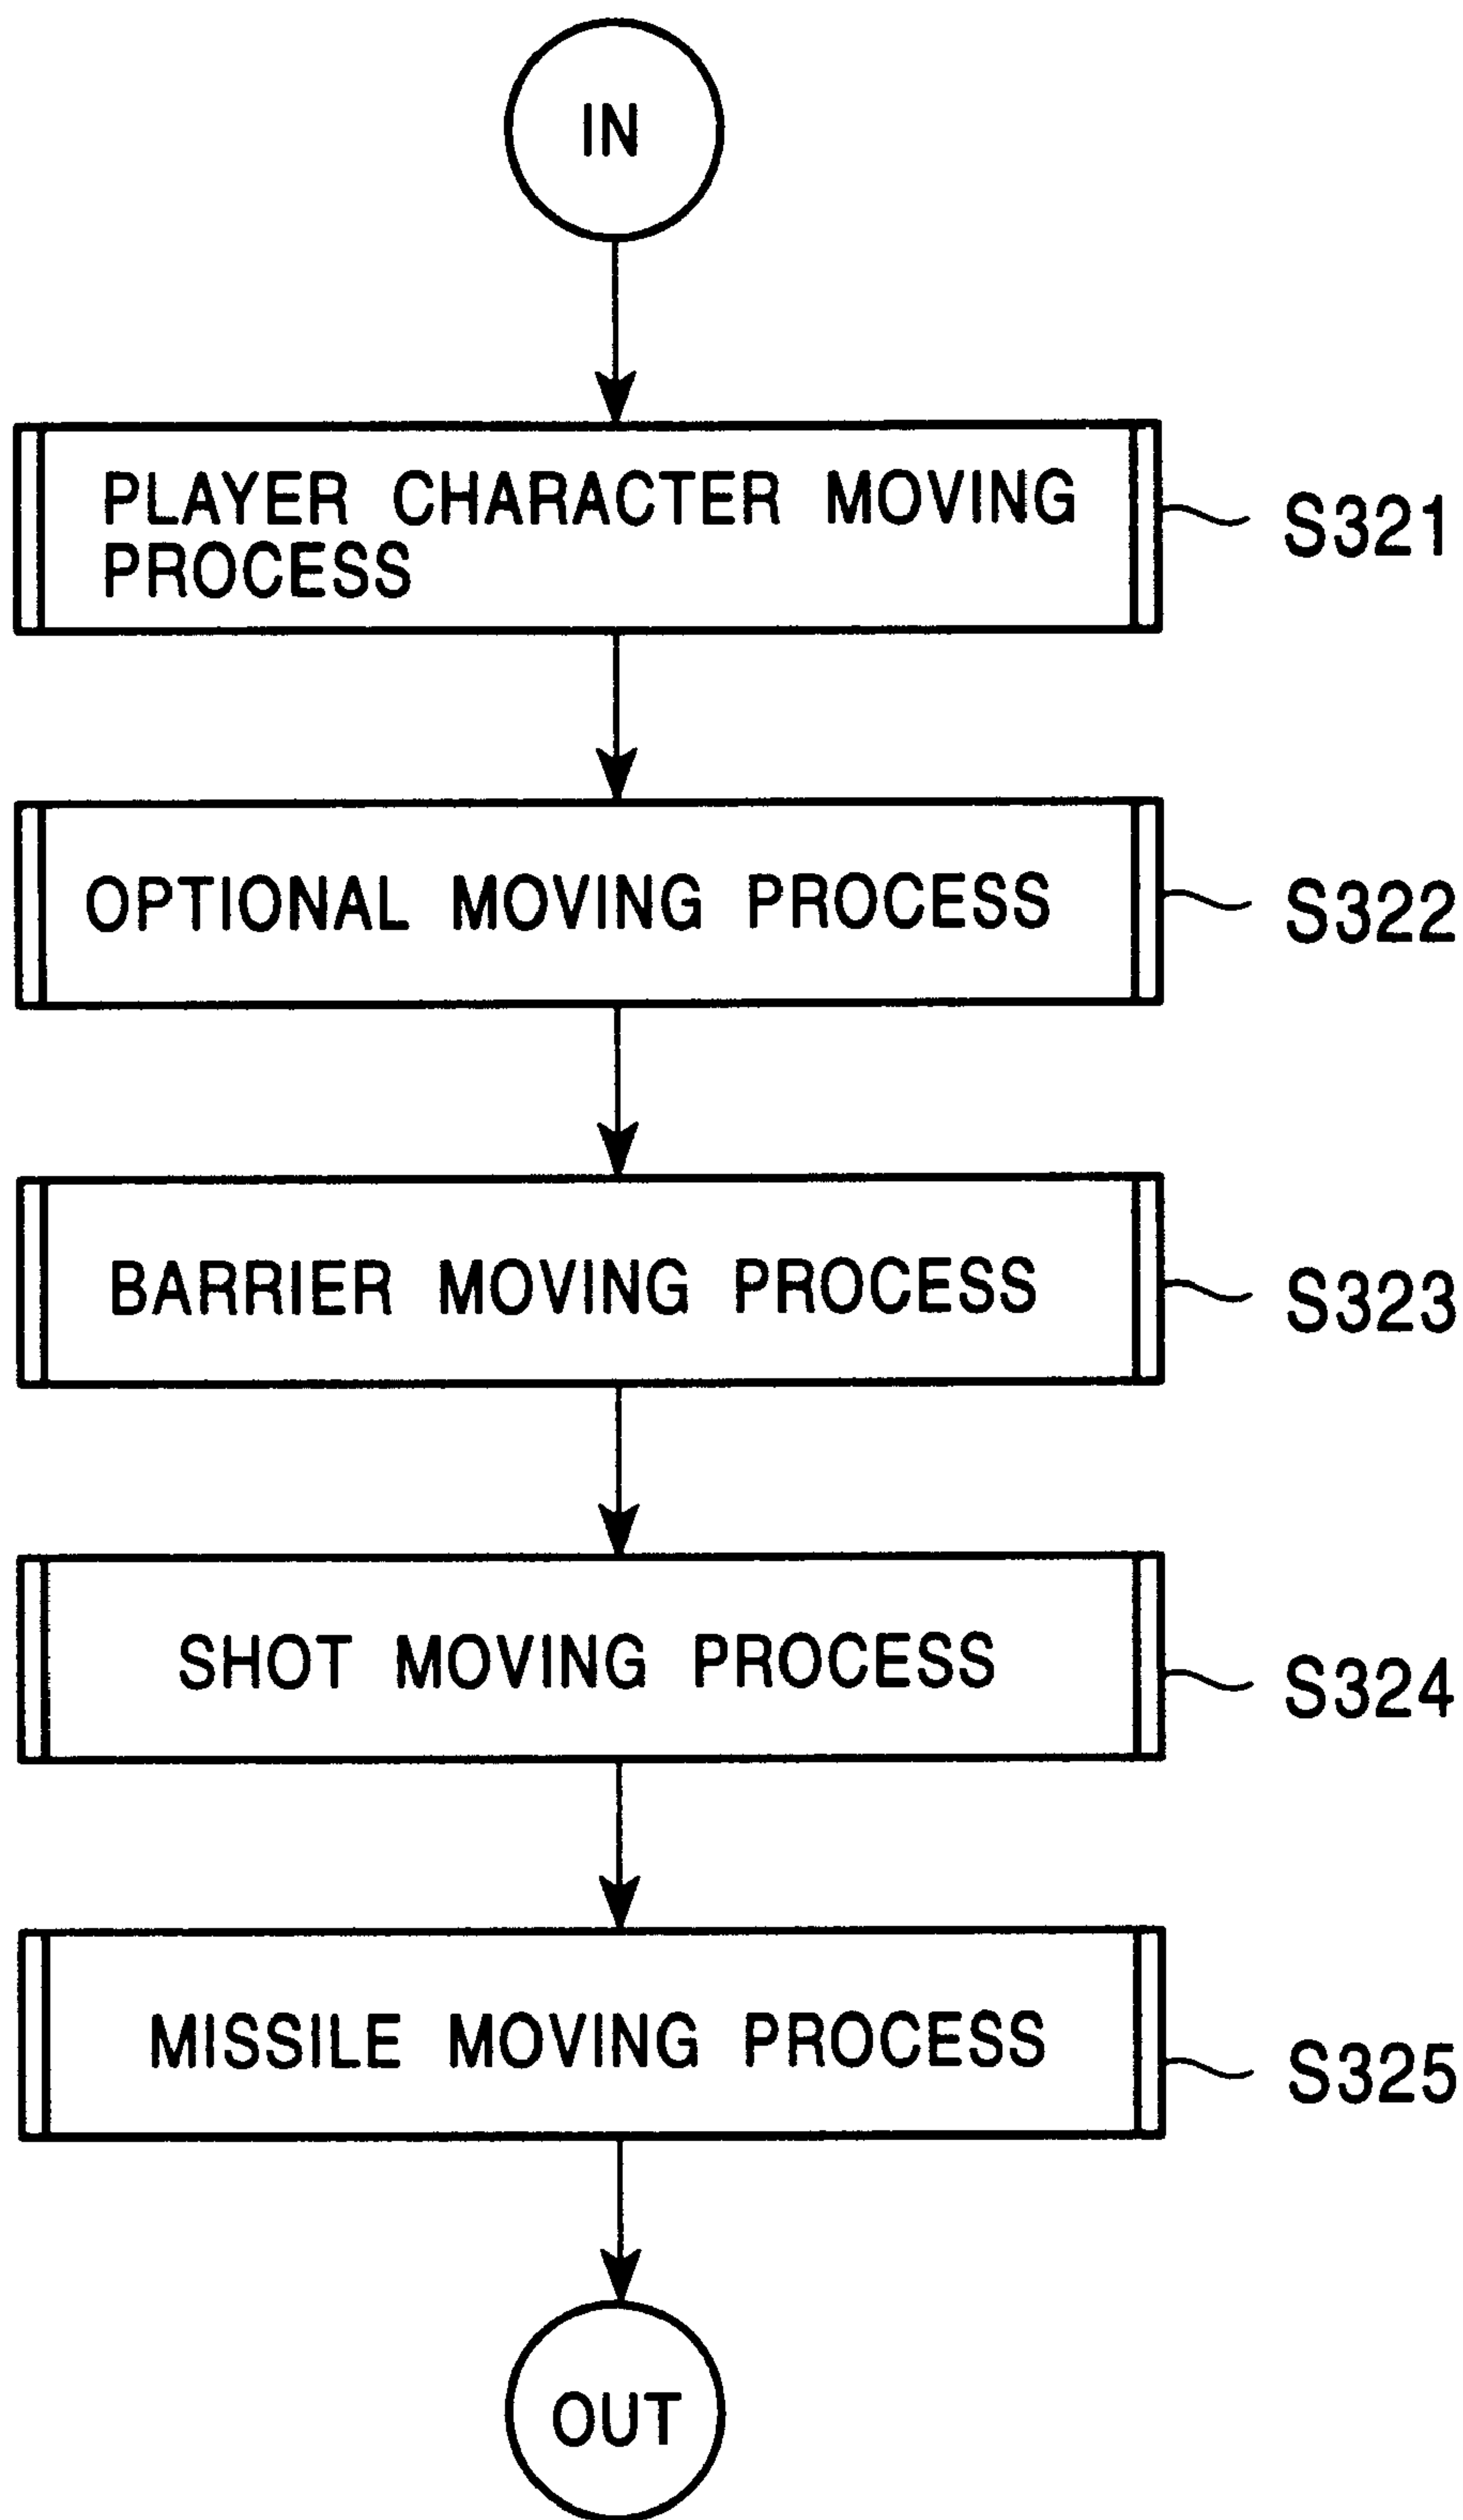 IN
PLAYER CHARACTER MOVING
PROCESS
S321
OPTIONAL MOVING PROCESS
S322
BARRIER MOVING PROCESS
S323
SHOT MOVING PROCESS
S324
MISSILE MOVING PROCESS
S325
OUT